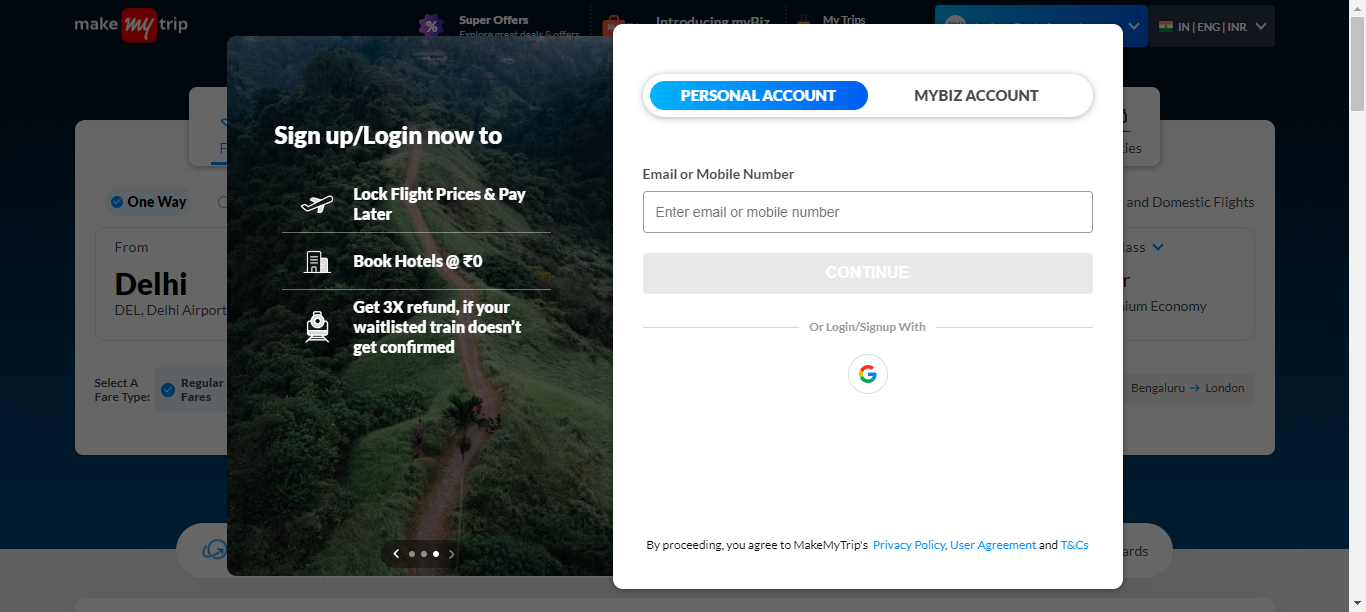 make my trip
Super Offers
Explore great deals & offers
Introducing myBiz
My Trips
IN | ENG | INR
PERSONAL ACCOUNT
MYBIZ ACCOUNT
Sign up/Login now to
Lock Flight Prices & Pay
Later
Book Hotels @ ₹0
Get 3X refund, if your
waitlisted train doesn't
get confirmed
Email or Mobile Number
Enter email or mobile number
CONTINUE
Or Login/Signup With
By proceeding, you agree to MakeMyTrip's Privacy Policy, User Agreement and T&Cs
One Way
and Domestic Flights
From
Delhi
DEL, Delhi Airport
Economy
Select A
Fare Type:
Regular
Fares
Bengaluru → London